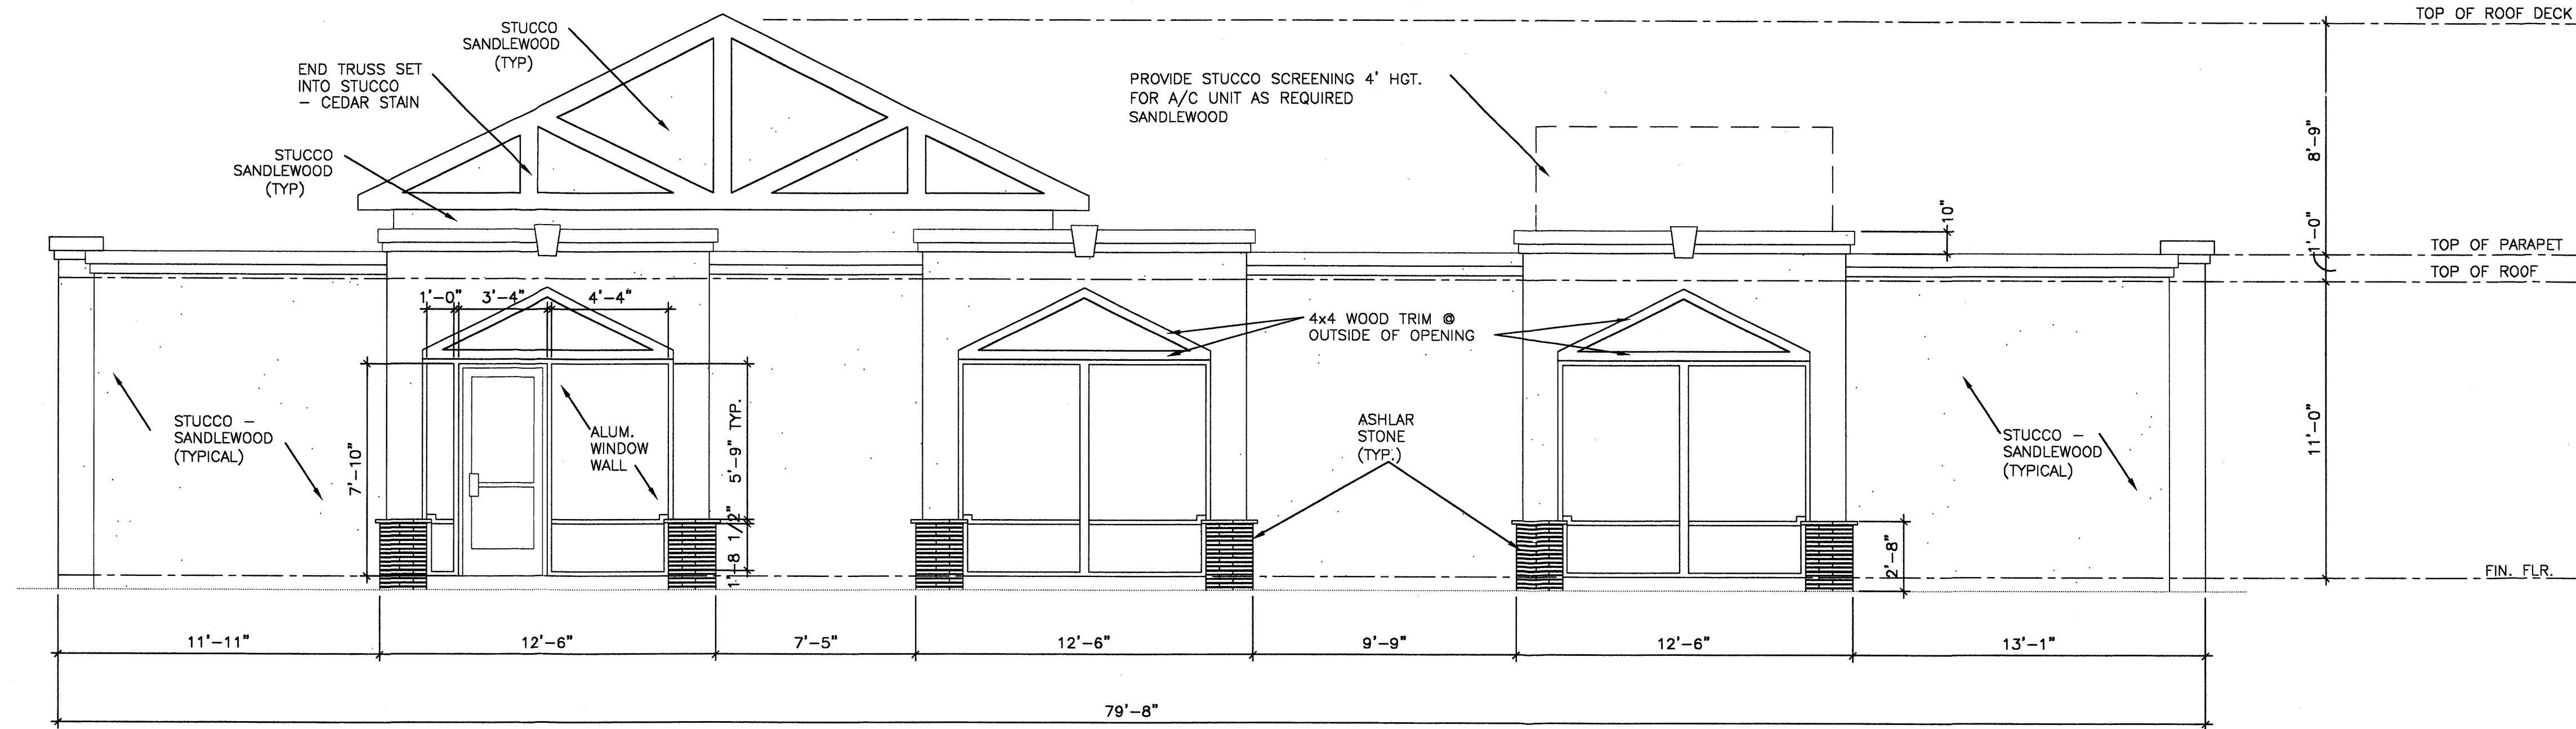 TOP OF ROOF DECK
STUCCO
SANDLEWOOD
(TYP)
END TRUSS SET
INTO STUCCO
- CEDAR STAIN
PROVIDE STUCCO SCREENING 4' HGT.
FOR A/C UNIT AS REQUIRED
SANDLEWOOD
STUCCO
SANDLEWOOD
(TYP)
8'-9"
10"
1'-0"
TOP OF PARAPET
TOP OF ROOF
1'-0"
3'-4"
4'-4"
4x4 WOOD TRIM @
OUTSIDE OF OPENING
STUCCO -
SANDLEWOOD
(TYPICAL)
7'-10"
ALUM.
WINDOW
WALL
5'-9" TYP.
1'-8 1/2"
ASHLAR
STONE
(TYP.)
STUCCO -
SANDLEWOOD
(TYPICAL)
11'-0"
2'-8"
FIN. FLR.
11'-11"
12'-6"
7'-5"
12'-6"
9'-9"
12'-6"
13'-1"
79'-8"